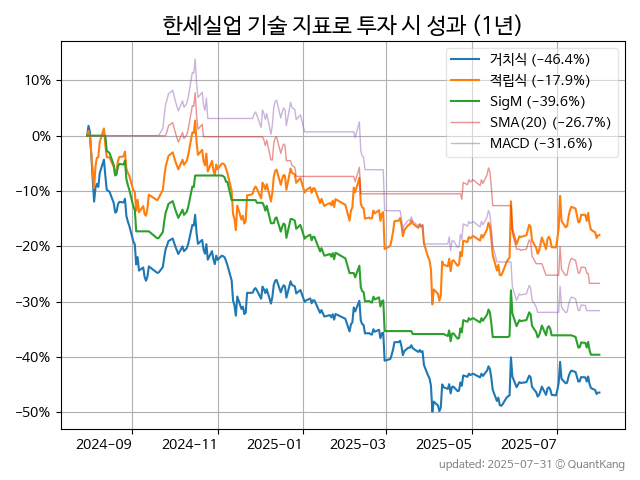 한세실업 기술 지표로 투자 시 성과 (1년)
거치식 (−46.4%)
적립식 (−17.9%)
SigM (−39.6%)
SMA(20) (−26.7%)
MACD (−31.6%)
10%
0%
−10%
−20%
−30%
−40%
−50%
2024−09 2024−11 2025−01 2025−03 2025−05 2025−07
updated: 2025-07-31 © QuantKang